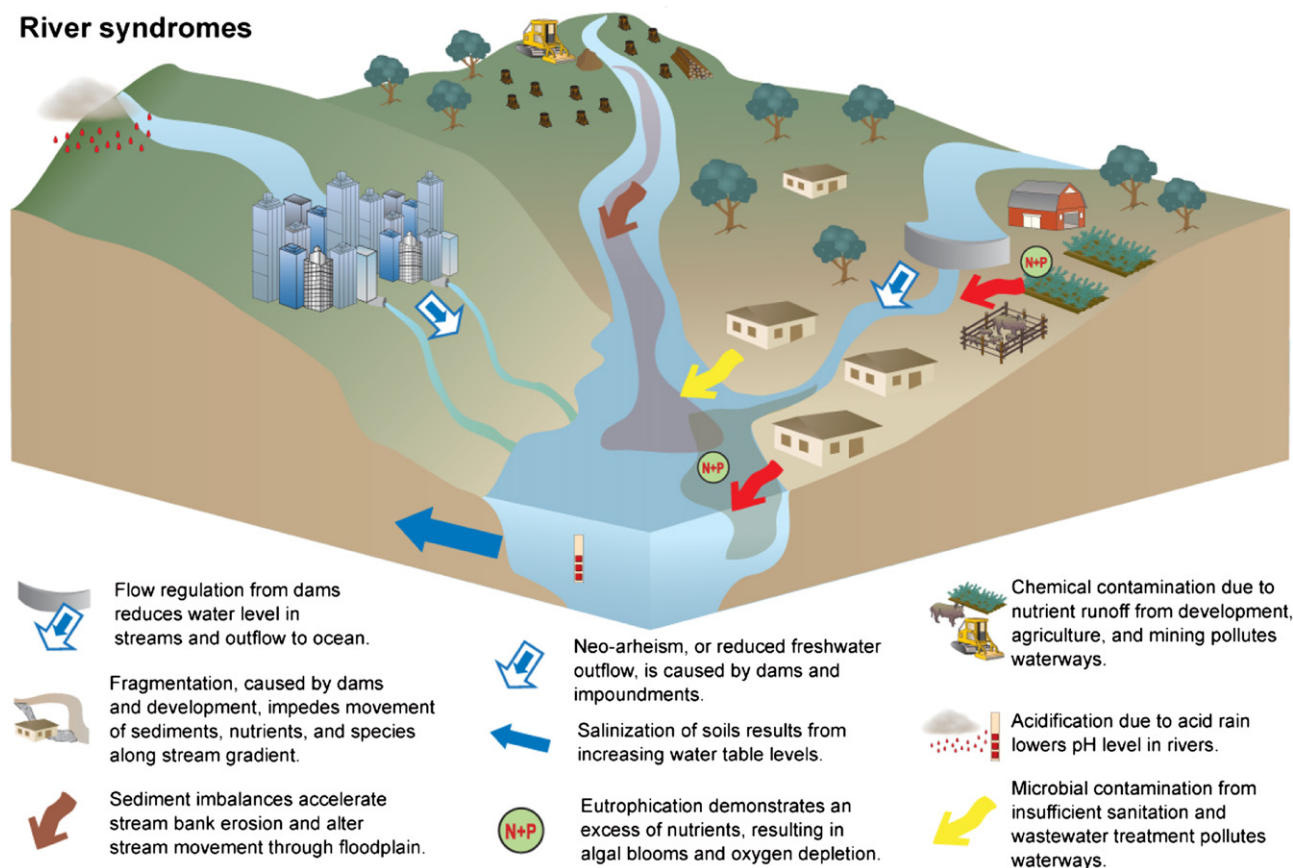 River syndromes
N+P
N+P
Flow regulation from dams
reduces water level in
streams and outflow to ocean.
Fragmentation, caused by dams
and development, impedes movement
of sediments, nutrients, and species
along stream gradient.
Sediment imbalances accelerate
stream bank erosion and alter
stream movement through floodplain.
Neo-arheism, or reduced freshwater
outflow, is caused by dams and
impoundments.
Salinization of soils results from
increasing water table levels.
N+P
Eutrophication demonstrates an
excess of nutrients, resulting in
algal blooms and oxygen depletion.
Chemical contamination due to
nutrient runoff from development,
agriculture, and mining pollutes
waterways.
Acidification due to acid rain
lowers pH level in rivers.
Microbial contamination from
insufficient sanitation and
wastewater treatment pollutes
waterways.